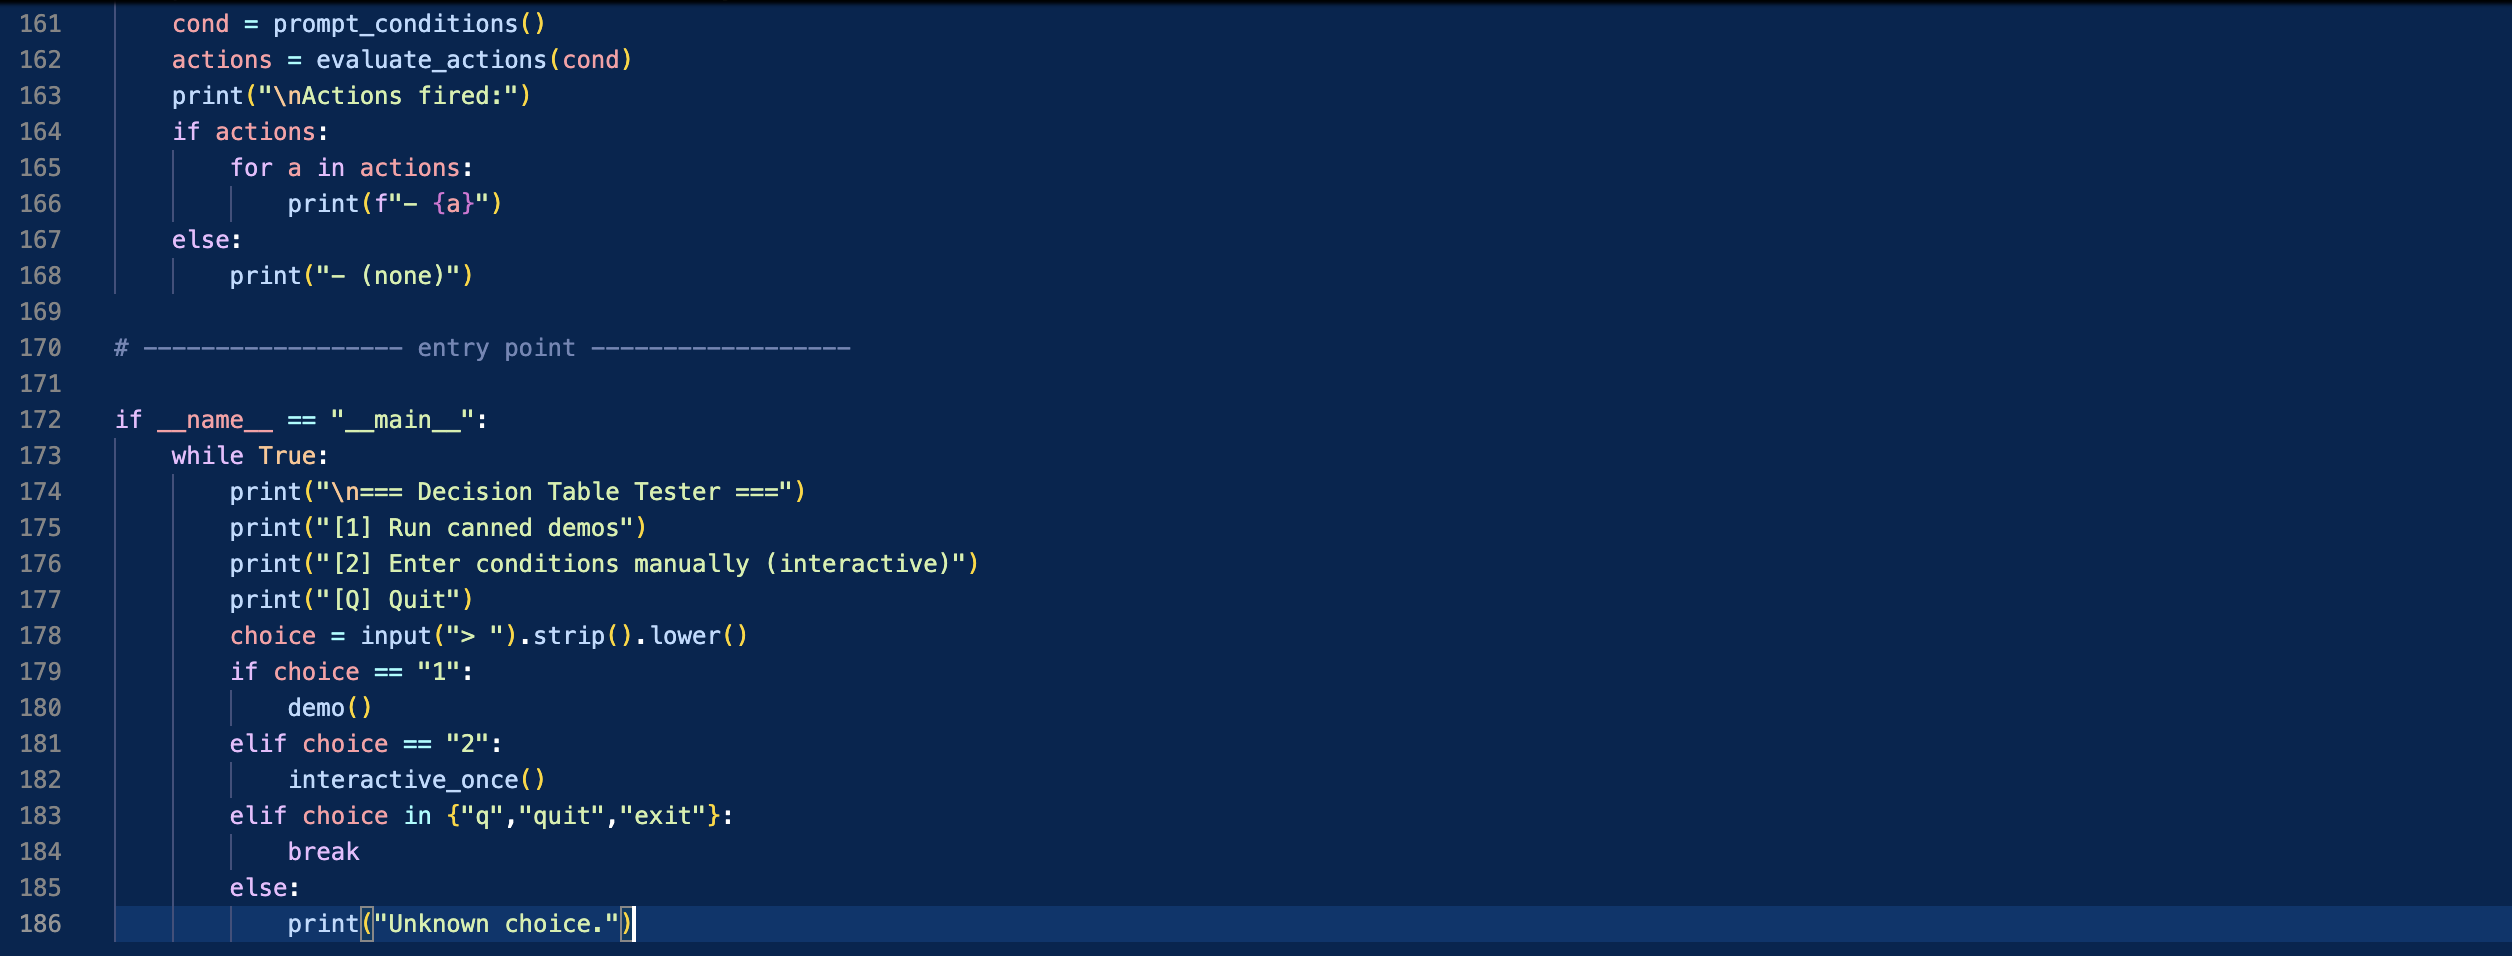 161 cond = prompt_conditions()
162 actions = evaluate_actions(cond)
163 print("\nActions fired:")
164 if actions:
165 for a in actions:
166 print(f"- {a}")
167 else:
168 print("- (none)")
169
170 # ------------------ entry point ------------------
171
172 if __name__ == "__main__":
173 while True:
174 print("\n=== Decision Table Tester ===")
175 print("[1] Run canned demos")
176 print("[2] Enter conditions manually (interactive)")
177 print("[Q] Quit")
178 choice = input("> ").strip().lower()
179 if choice == "1":
180 demo()
181 elif choice == "2":
182 interactive_once()
183 elif choice in {"q","quit","exit"}:
184 break
185 else:
186 print("Unknown choice.")